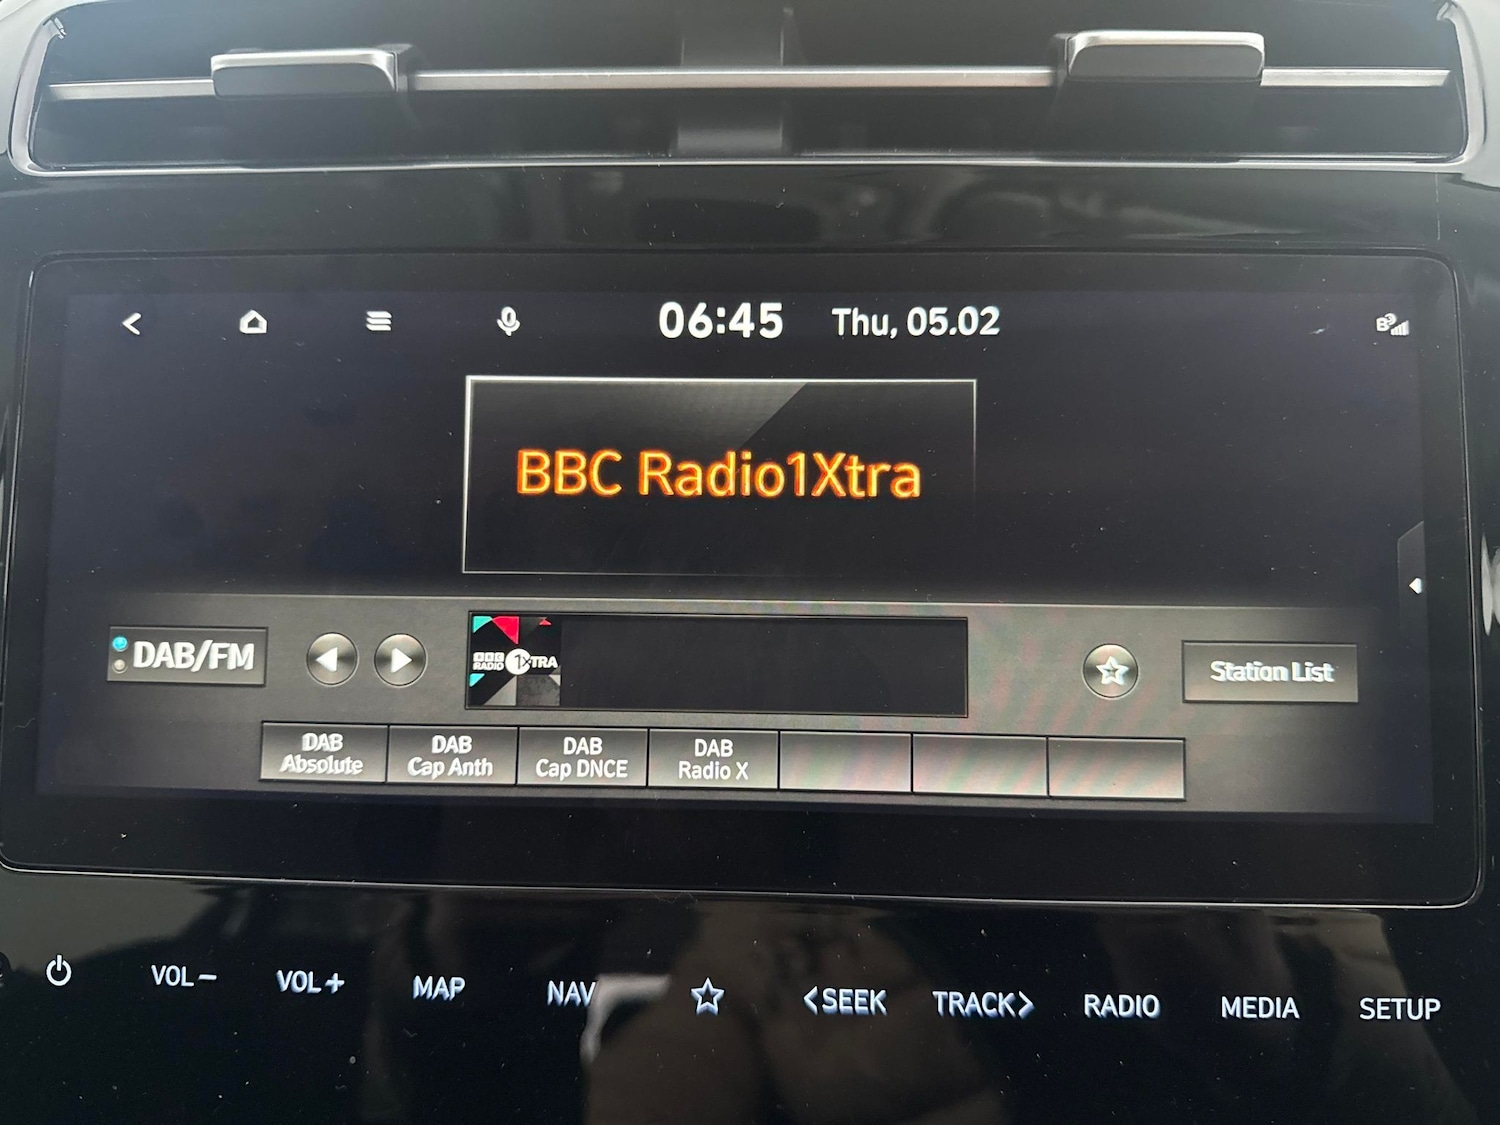 06:45 Thu, 05.02
BBC Radio1Xtra
DAB/FM
BBC
RADIO 1XTRA
Station List
DAB
Absolute
DAB
Cap Anth
DAB
Cap DNCE
DAB
Radio X
VOL− VOL+ MAP NAV <SEEK TRACK> RADIO MEDIA SETUP